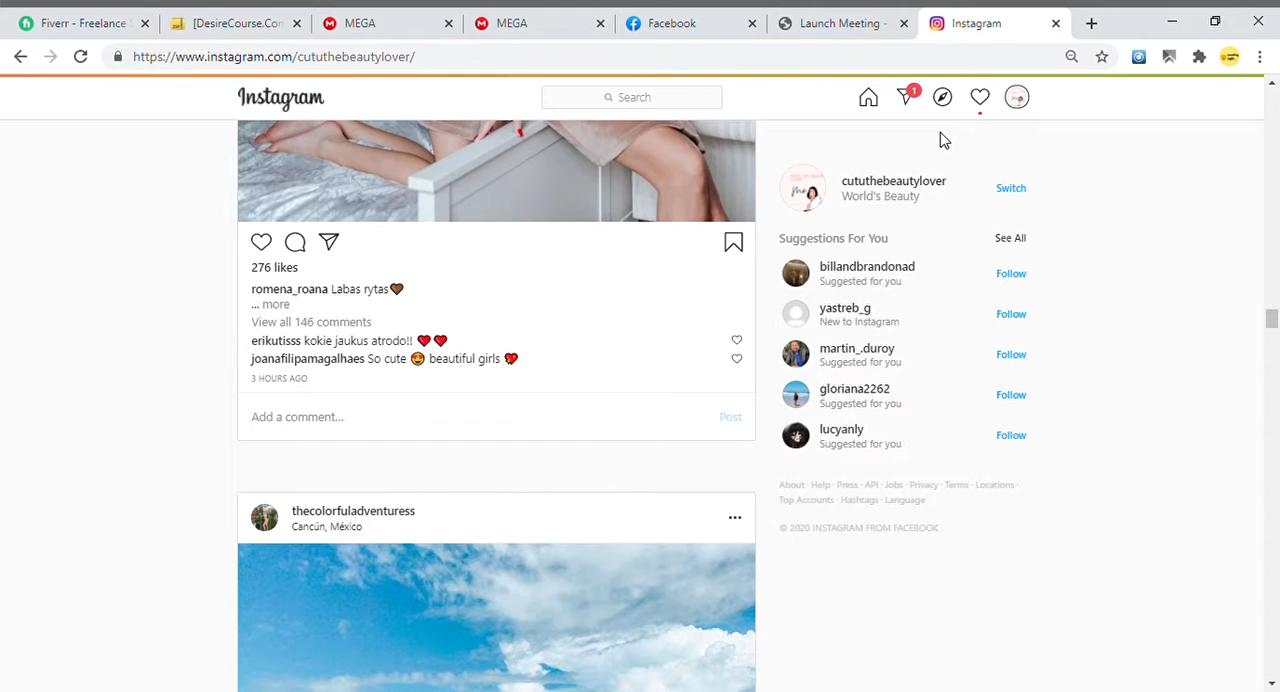 Fiverr - Freelance
[DesireCourse.Con
MEGA
MEGA
Facebook
Launch Meeting -
Instagram
https://www.instagram.com/cututhebeautylover/
Instagram
Search
1
cututhebeautylover
World's Beauty
Switch
Suggestions For You
See All
billandbrandonad
Suggested for you
Follow
yastreb_g
New to Instagram
Follow
martin_.duroy
Suggested for you
Follow
gloriana2262
Suggested for you
Follow
lucyanly
Suggested for you
Follow
About · Help · Press · API · Jobs · Privacy · Terms · Locations ·
Top Accounts · Hashtags · Language
© 2020 INSTAGRAM FROM FACEBOOK
276 likes
romena_roana Labas rytas🤎
... more
View all 146 comments
erikutisss kokie jaukus atrodo!! ❤️❤️
joanafilipamagalhaes So cute 🤩 beautiful girls 💘
3 HOURS AGO
Add a comment...
Post
thecolorfuladventuress
Cancún, México